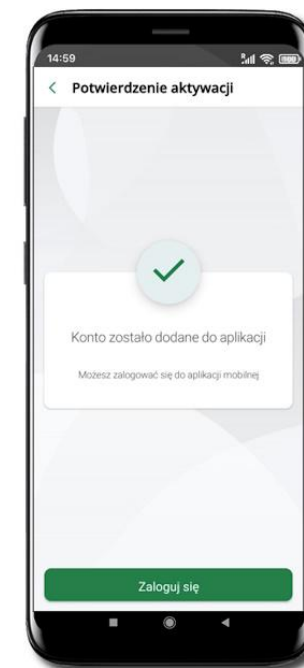 14:59
Potwierdzenie aktywacji
Konto zostało dodane do aplikacji
Możesz zalogować się do aplikacji mobilnej
Zaloguj się